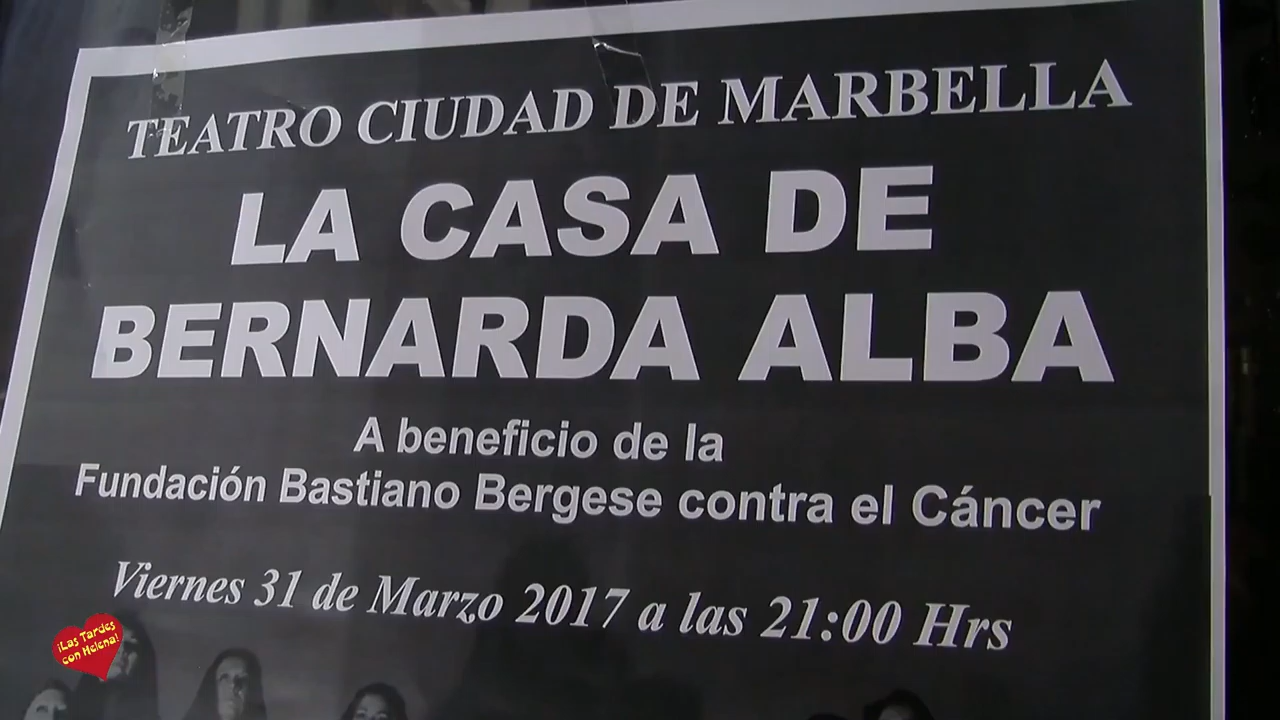 TEATRO CIUDAD DE MARBELLA
LA CASA DE
BERNARDA ALBA
A beneficio de la
Fundación Bastiano Bergese contra el Cáncer
Viernes 31 de Marzo 2017 a las 21:00 Hrs
¡Las Tardes
con Helena!